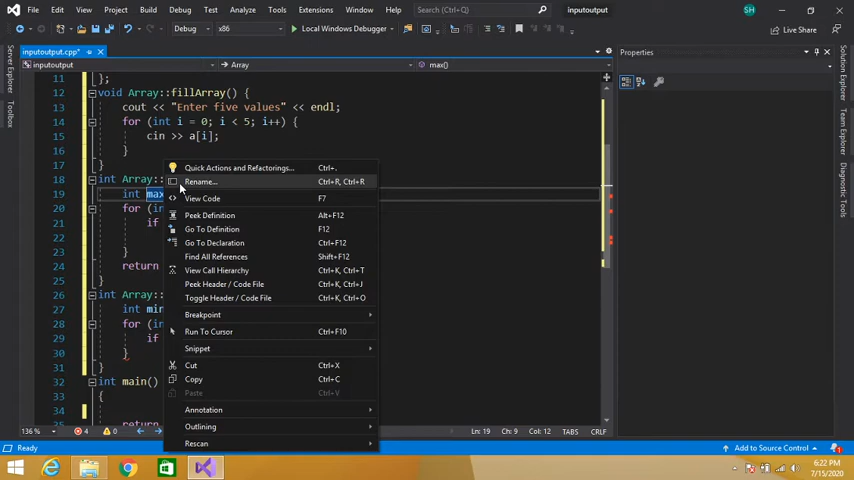 File Edit View Git Project Build Debug Test Analyze Tools Extensions Window Help Search (Ctrl+Q) inputoutput SH
Debug x86 Local Windows Debugger Live Share
inputoutput.cpp*
inputoutput Array max()
Properties
Server Explorer
Toolbox
Solution Explorer
Team Explorer
Diagnostic Tools
11 };
12 void Array::fillArray() {
13 cout << "Enter five values" << endl;
14 for (int i = 0; i < 5; i++) {
15 cin >> a[i];
16 }
17 }
18 int Array::
19 int max
20 for (in
21 if
22
23 }
24 return
25 }
26 int Array::
27 int min
28 for (in
29 if
30 }
31 }
32 int main()
33 {
34
35 return
Quick Actions and Refactorings... Ctrl+.
Rename... Ctrl+R, Ctrl+R
View Code F7
Peek Definition Alt+F12
Go To Definition F12
Go To Declaration Ctrl+F12
Find All References Shift+F12
View Call Hierarchy Ctrl+K, Ctrl+T
Peek Header / Code File Ctrl+K, Ctrl+J
Toggle Header / Code File Ctrl+K, Ctrl+O
Breakpoint
Run To Cursor Ctrl+F10
Snippet
Cut Ctrl+X
Copy Ctrl+C
Paste Ctrl+V
Annotation
Outlining
Rescan
136 % 4 0 Ln: 19 Ch: 9 Col: 12 TABS CRLF
Ready Add to Source Control
6:22 PM
7/15/2020